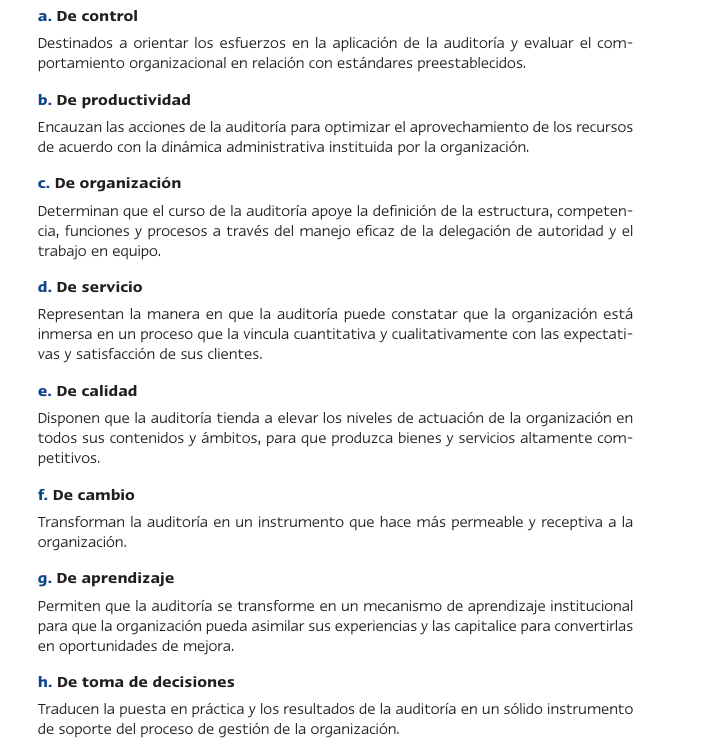 a. De control
Destinados a orientar los esfuerzos en la aplicación de la auditoría y evaluar el com-
portamiento organizacional en relación con estándares preestablecidos.
b. De productividad
Encauzan las acciones de la auditoría para optimizar el aprovechamiento de los recursos
de acuerdo con la dinámica administrativa instituida por la organización.
c. De organización
Determinan que el curso de la auditoría apoye la definición de la estructura, competen-
cia, funciones y procesos a través del manejo eficaz de la delegación de autoridad y el
trabajo en equipo.
d. De servicio
Representan la manera en que la auditoría puede constatar que la organización está
inmersa en un proceso que la vincula cuantitativa y cualitativamente con las expectati-
vas y satisfacción de sus clientes.
e. De calidad
Disponen que la auditoría tienda a elevar los niveles de actuación de la organización en
todos sus contenidos y ámbitos, para que produzca bienes y servicios altamente com-
petitivos.
f. De cambio
Transforman la auditoría en un instrumento que hace más permeable y receptiva a la
organización.
g. De aprendizaje
Permiten que la auditoría se transforme en un mecanismo de aprendizaje institucional
para que la organización pueda asimilar sus experiencias y las capitalice para convertirlas
en oportunidades de mejora.
h. De toma de decisiones
Traducen la puesta en práctica y los resultados de la auditoría en un sólido instrumento
de soporte del proceso de gestión de la organización.